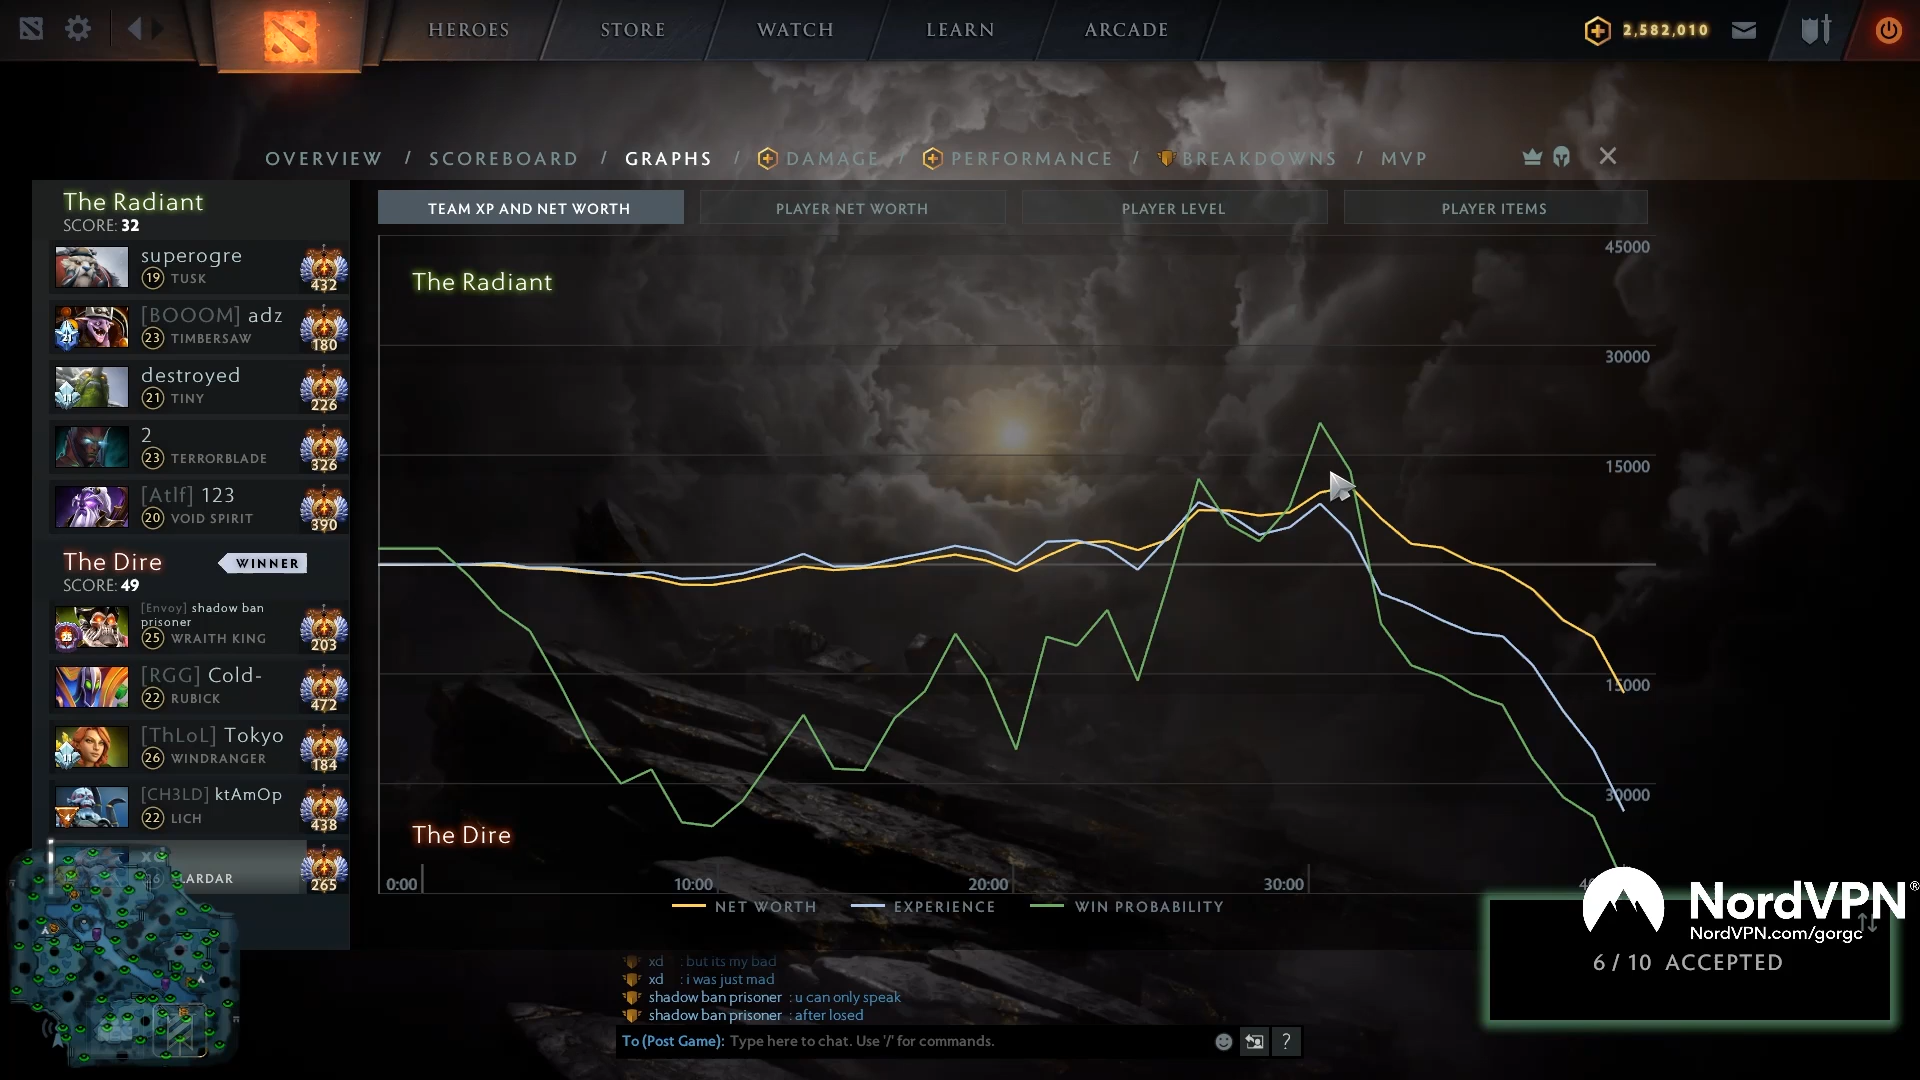 HEROES
STORE
WATCH
LEARN
ARCADE
2,582,010
OVERVIEW / SCOREBOARD / GRAPHS / DAMAGE / PERFORMANCE / BREAKDOWNS / MVP
The Radiant
SCORE: 32
superogre
19 TUSK
432
[BOOOM] adz
21
23 TIMBERSAW
180
destroyed
21 TINY
226
2
23 TERRORBLADE
326
[Atlf] 123
20 VOID SPIRIT
390
The Dire
WINNER
SCORE: 49
[Envoy] shadow ban
prisoner
25 WRAITH KING
203
[RGG] Cold-
22 RUBICK
472
[ThLoL] Tokyo
26 WINDRANGER
184
[CH3LD] ktAmOp
22 LICH
438
LARDAR
265
TEAM XP AND NET WORTH
PLAYER NET WORTH
PLAYER LEVEL
PLAYER ITEMS
The Radiant
45000
30000
15000
15000
30000
The Dire
0:00
10:00
20:00
30:00
NET WORTH
EXPERIENCE
WIN PROBABILITY
xd : but its my bad
xd : i was just mad
shadow ban prisoner : u can only speak
shadow ban prisoner : after losed
To (Post Game): Type here to chat. Use '/' for commands.
?
NordVPN®
NordVPN.com/gorgc
6 / 10 ACCEPTED